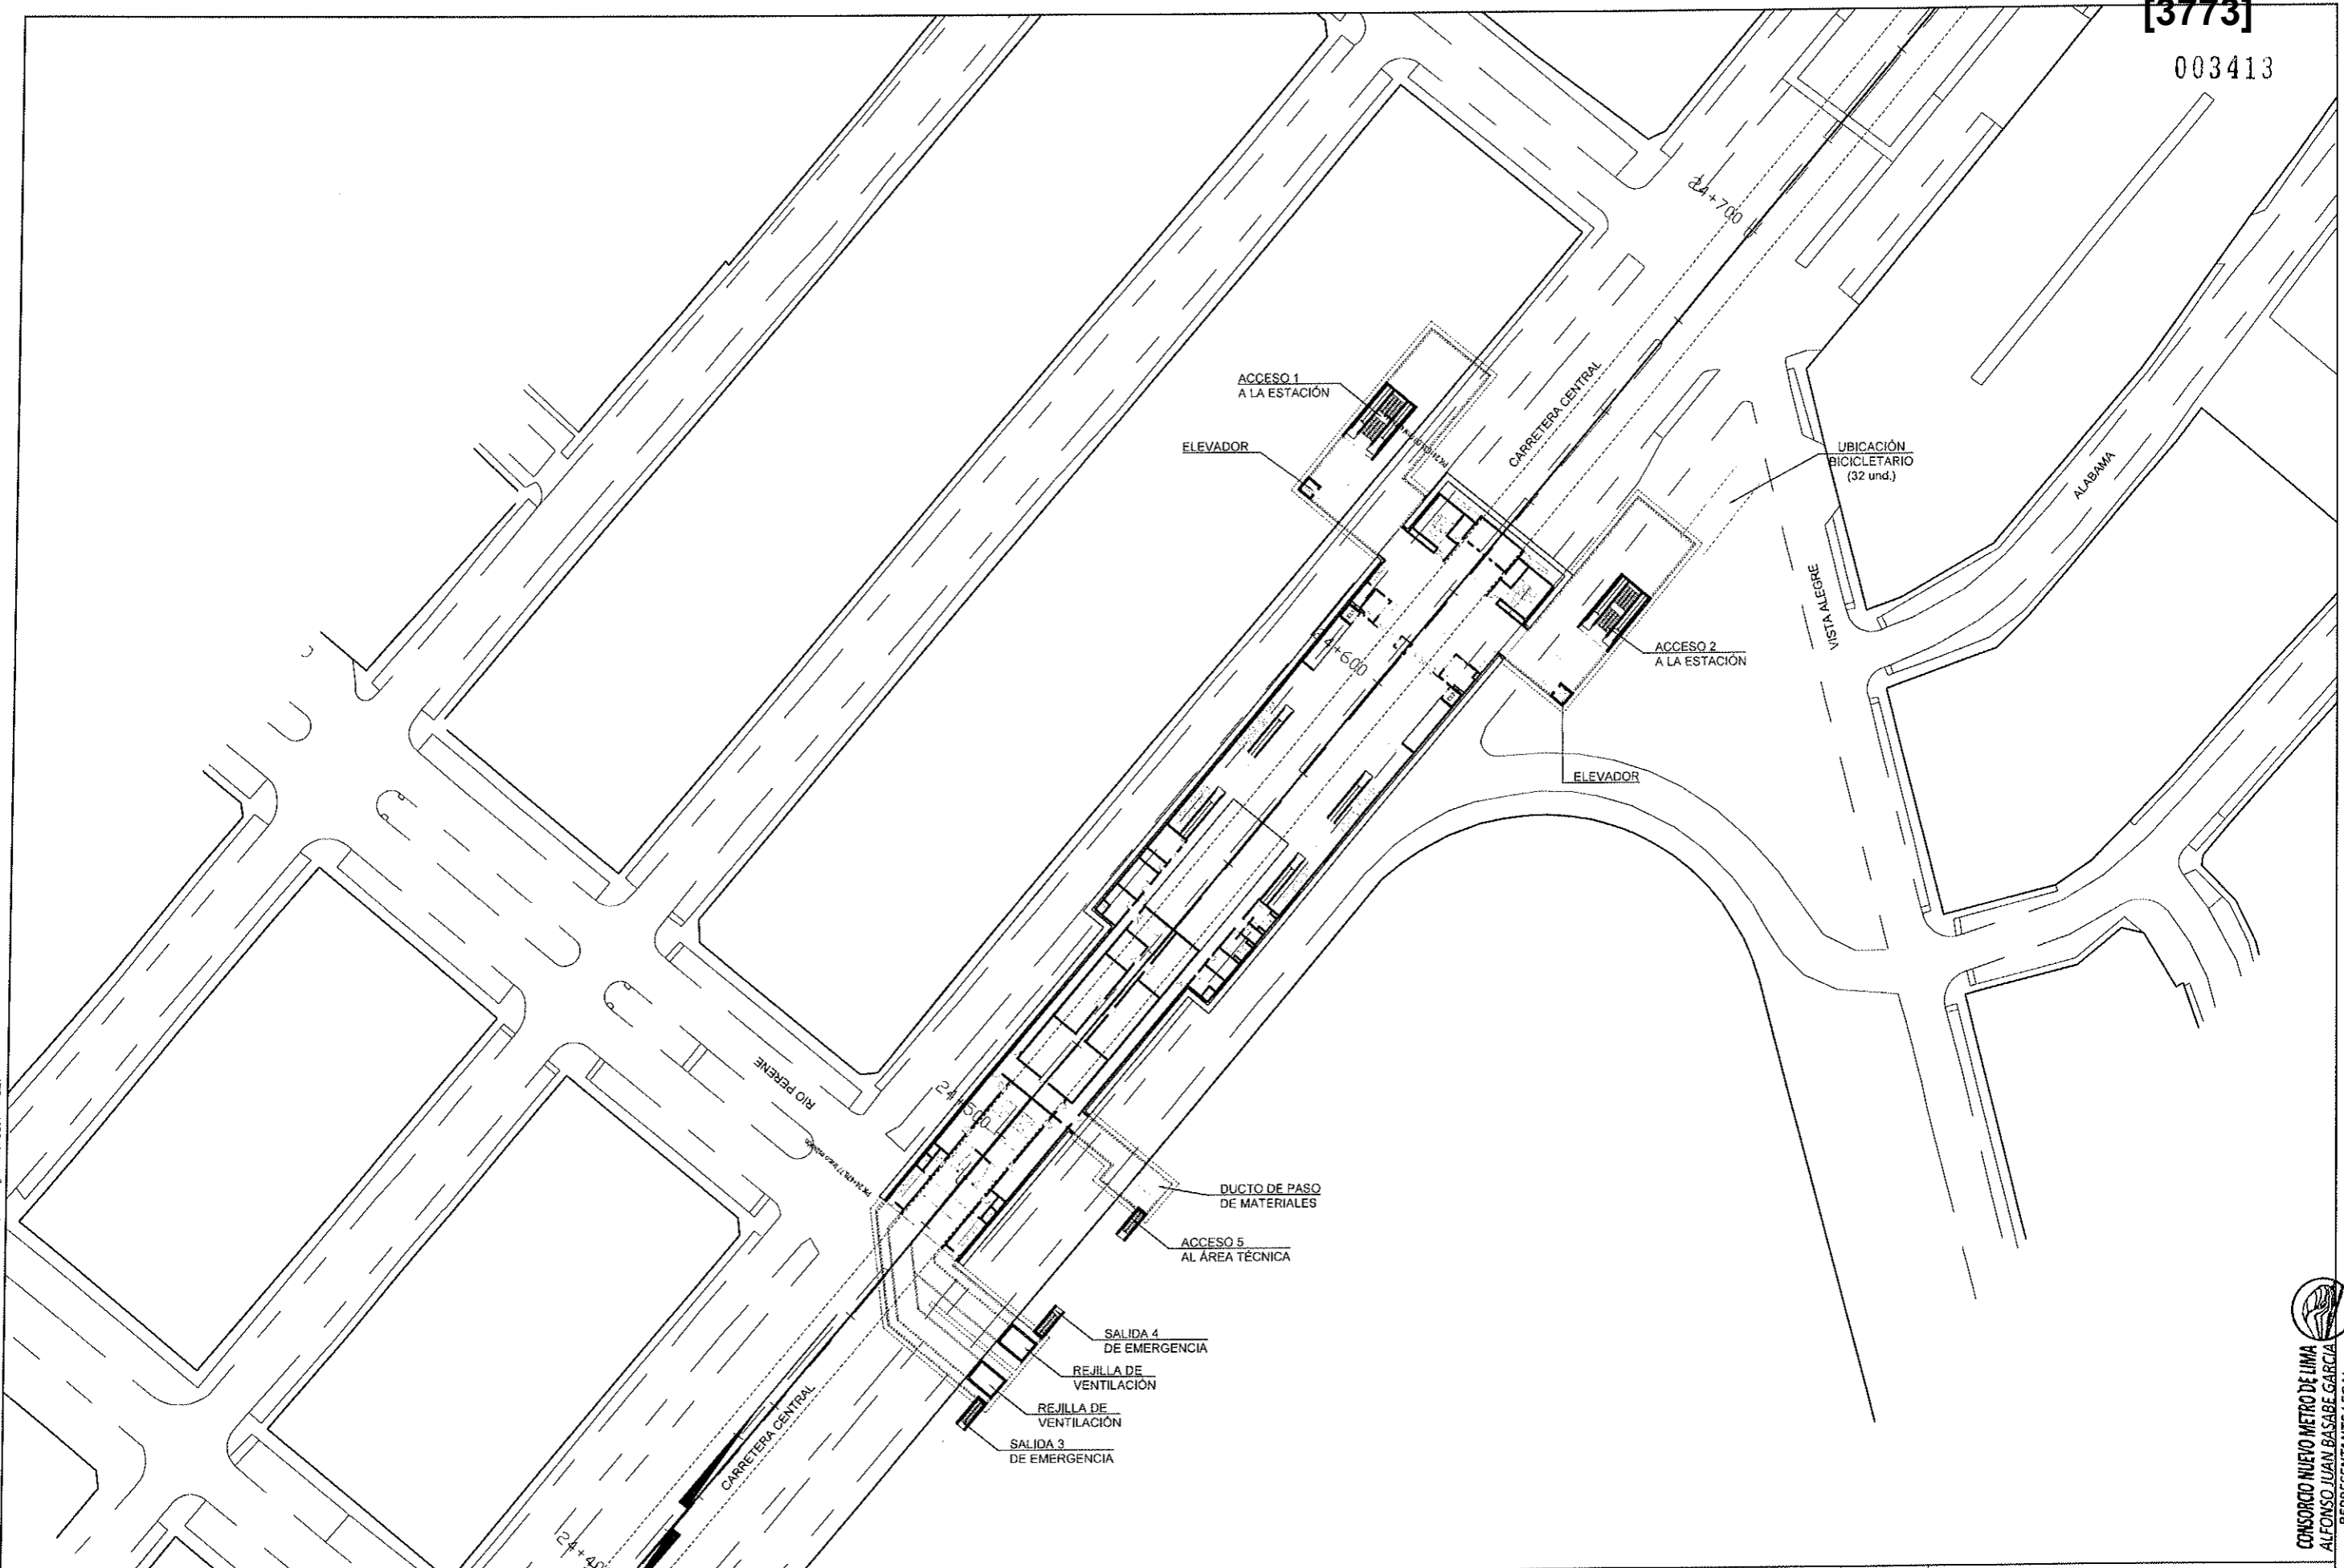 [3773]
003413
24+700
ACCESO 1
A LA ESTACIÓN
CARRETERA CENTRAL
ELEVADOR
UBICACIÓN
BICICLETARIO
(32 und.)
ALABAMA
VISTA ALEGRE
ACCESO 2
A LA ESTACIÓN
4+600
ELEVADOR
RIO PERENE
24+500
DUCTO DE PASO
DE MATERIALES
ACCESO 5
AL ÁREA TÉCNICA
SALIDA 4
DE EMERGENCIA
REJILLA DE
VENTILACIÓN
REJILLA DE
VENTILACIÓN
SALIDA 3
DE EMERGENCIA
CARRETERA CENTRAL
CONSORCIO NUEVO METRO DE LIMA
ALFONSO JUAN BASABE GARCIA